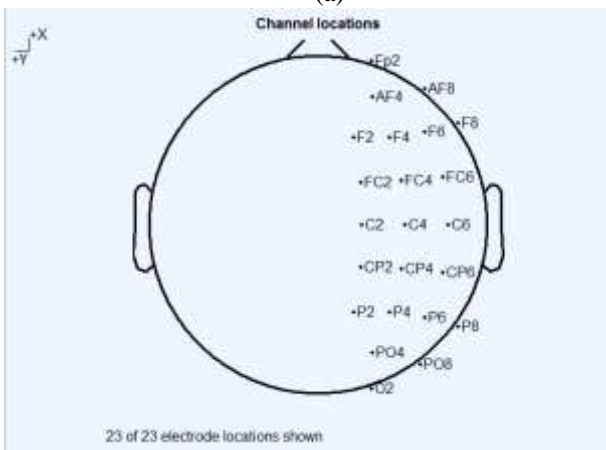 (a)
Channel locations
+X
+Y
Fp2
AF8
AF4
F8
F2 F4 F6
FC2 FC4 FC6
C2 C4 C6
CP2 CP4 CP6
P2 P4 P6
P8
PO4
PO8
O2
23 of 23 electrode locations shown